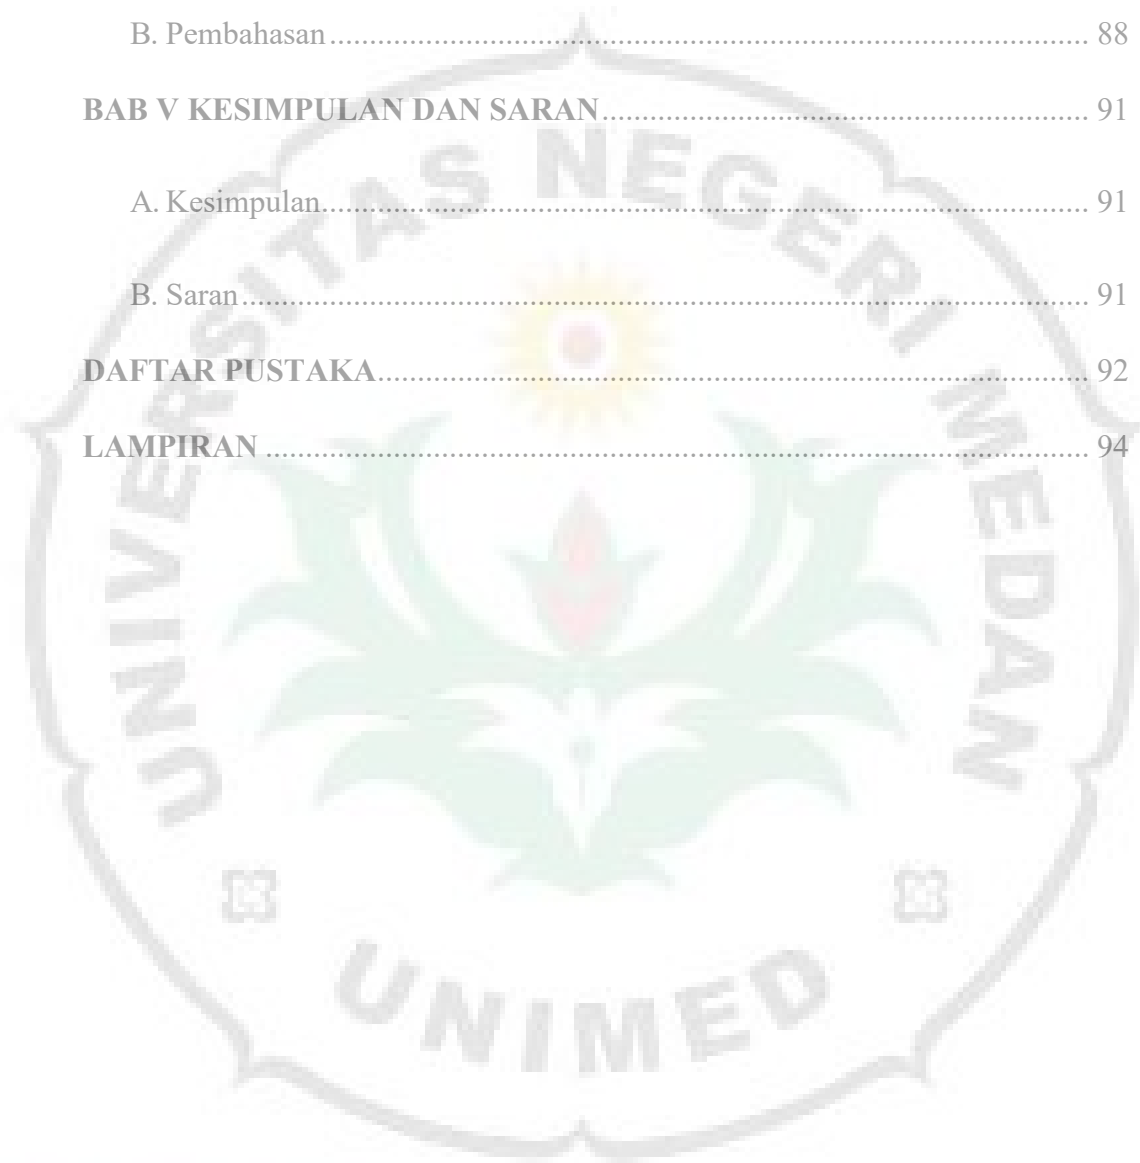 B. Pembahasan........................................................................................... 88
BAB V KESIMPULAN DAN SARAN........................................................... 91
A. Kesimpulan............................................................................................ 91
B. Saran...................................................................................................... 91
DAFTAR PUSTAKA...................................................................................... 92
LAMPIRAN .................................................................................................... 94
UNIVERSITAS NEGERI MEDAN
UNIMED